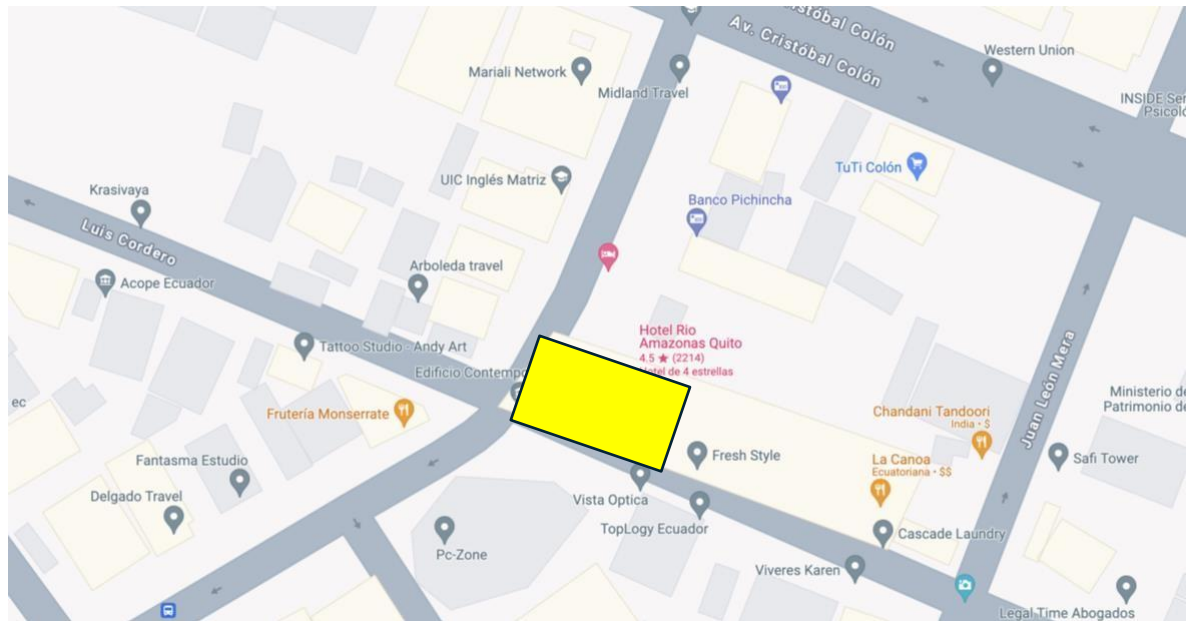 Cristóbal Colón
Av. Cristóbal Colón
Western Union
Mariali Network
Midland Travel
INSIDE
TuTi Colón
UIC Inglés Matriz
Krasivaya
Banco Pichincha
Luis Cordero
Arboleda travel
Acope Ecuador
Hotel Rio
Amazonas Quito
4.5 ★ (2214)
Hotel de 4 estrellas
Tattoo Studio - Andy Art
Edificio
Juan León Mera
Ministerio de
Patrimonio de
ec
Frutería Monserrate
Chandani Tandoori
India • $
Fresh Style
La Canoa
Ecuatoriana • $$
Safi Tower
Fantasma Estudio
Delgado Travel
Vista Optica
TopLogy Ecuador
Cascade Laundry
Pc-Zone
Viveres Karen
Legal Time Abogados